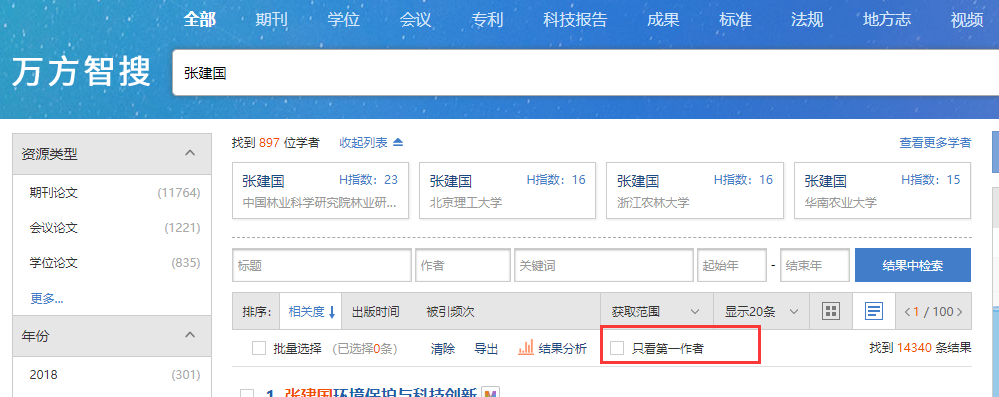 全部 期刊 学位 会议 专利 科技报告 成果 标准 法规 地方志 视频
万方智搜
张建国
资源类型
期刊论文 (11764)
会议论文 (1221)
学位论文 (835)
更多...
年份
2018 (301)
找到 897 位学者 收起列表 查看更多学者
张建国 H指数：23
中国林业科学研究院林业研...
张建国 H指数：16
北京理工大学
张建国 H指数：16
浙江农林大学
张建国 H指数：15
华南农业大学
标题 作者 关键词 起始年 - 结束年 结果中检索
排序： 相关度 出版时间 被引频次 获取范围 显示20条 1 / 100
批量选择 (已选择0条) 清除 导出 结果分析 只看第一作者 找到 14340 条结果
1 张建国环境保护与科技创新 M